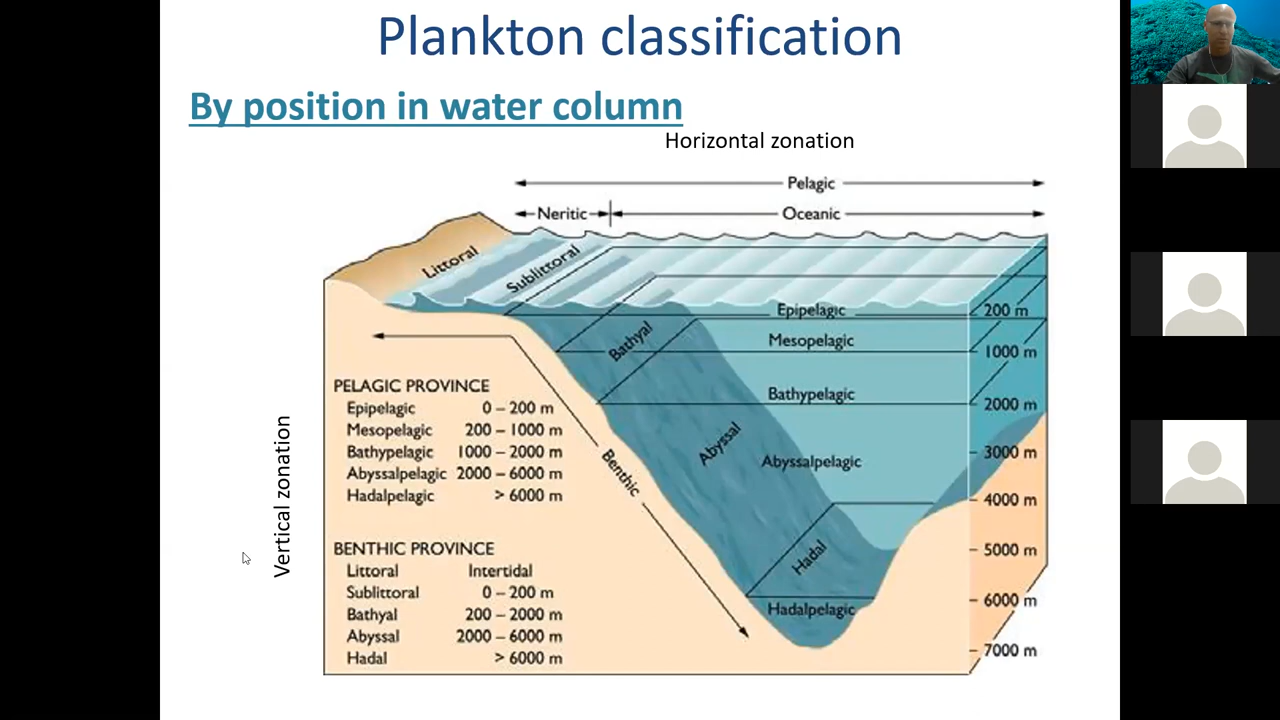 Plankton classification
By position in water column
Horizontal zonation
Pelagic
Neritic
Oceanic
Littoral
Sublittoral
Epipelagic
200 m
Bathyal
Mesopelagic
1000 m
Bathypelagic
2000 m
Abyssal
Abyssalpelagic
3000 m
4000 m
Benthic
Hadal
5000 m
Hadalpelagic
6000 m
7000 m
Vertical zonation
PELAGIC PROVINCE
Epipelagic 0 – 200 m
Mesopelagic 200 – 1000 m
Bathypelagic 1000 – 2000 m
Abyssalpelagic 2000 – 6000 m
Hadalpelagic > 6000 m
BENTHIC PROVINCE
Littoral Intertidal
Sublittoral 0 – 200 m
Bathyal 200 – 2000 m
Abyssal 2000 – 6000 m
Hadal > 6000 m